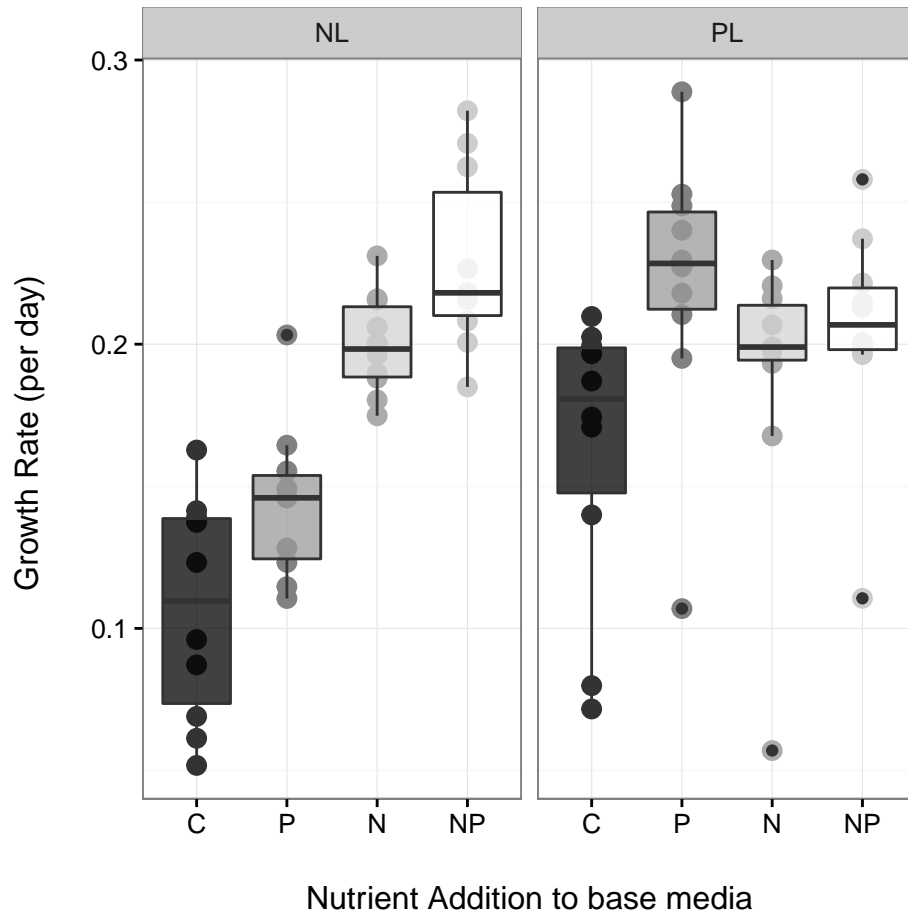 NL PL
0.3
0.2
0.1
Growth Rate (per day)
C P N NP C P N NP
Nutrient Addition to base media